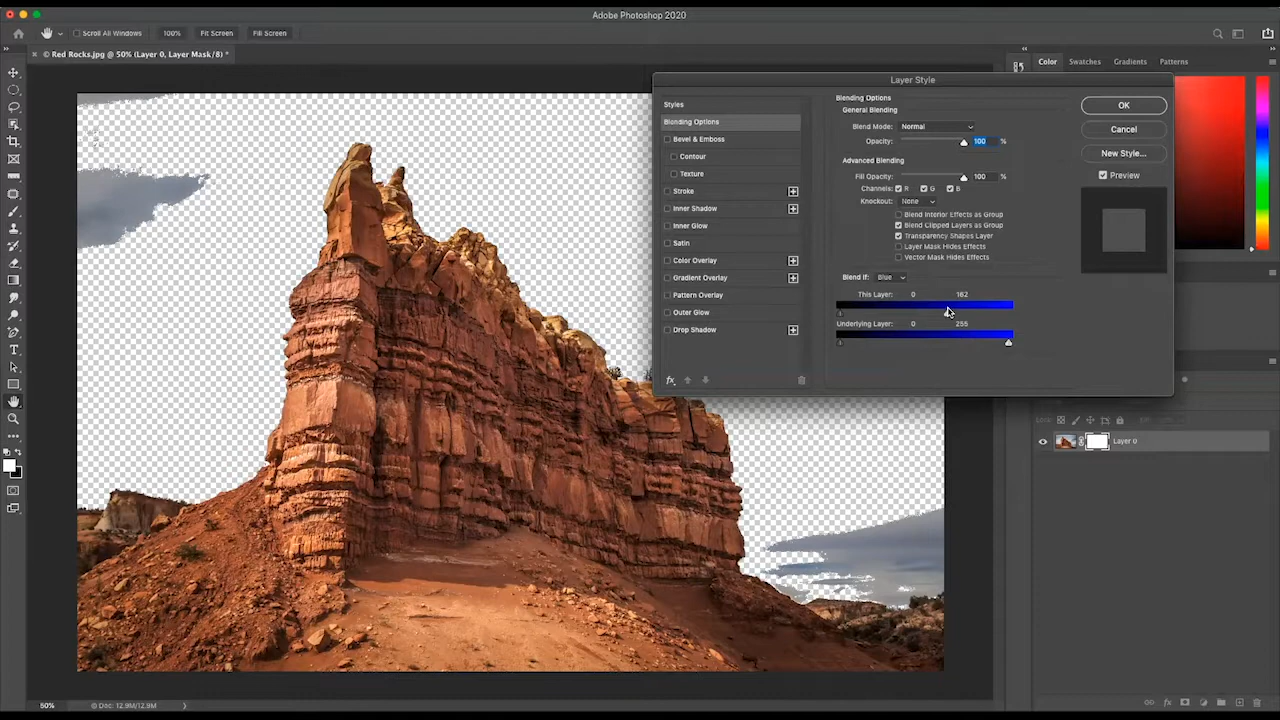 Adobe Photoshop 2020
Scroll All Windows
100%
Fit Screen
Fill Screen
× © Red Rocks.jpg @ 50% (Layer 0, Layer Mask/8) *
Color
Swatches
Gradients
Patterns
Layer Style
Styles
Blending Options
Bevel & Emboss
Contour
Texture
Stroke
Inner Shadow
Inner Glow
Satin
Color Overlay
Gradient Overlay
Pattern Overlay
Outer Glow
Drop Shadow
fx
Blending Options
General Blending
Blend Mode: Normal
Opacity: 100 %
Advanced Blending
Fill Opacity: 100 %
Channels: R G B
Knockout: None
Blend Interior Effects as Group
Blend Clipped Layers as Group
Transparency Shapes Layer
Layer Mask Hides Effects
Vector Mask Hides Effects
Blend If: Blue
This Layer: 0 162
Underlying Layer: 0 255
OK
Cancel
New Style...
Preview
Layer 0
50%
Doc: 12.9M/12.9M
fx